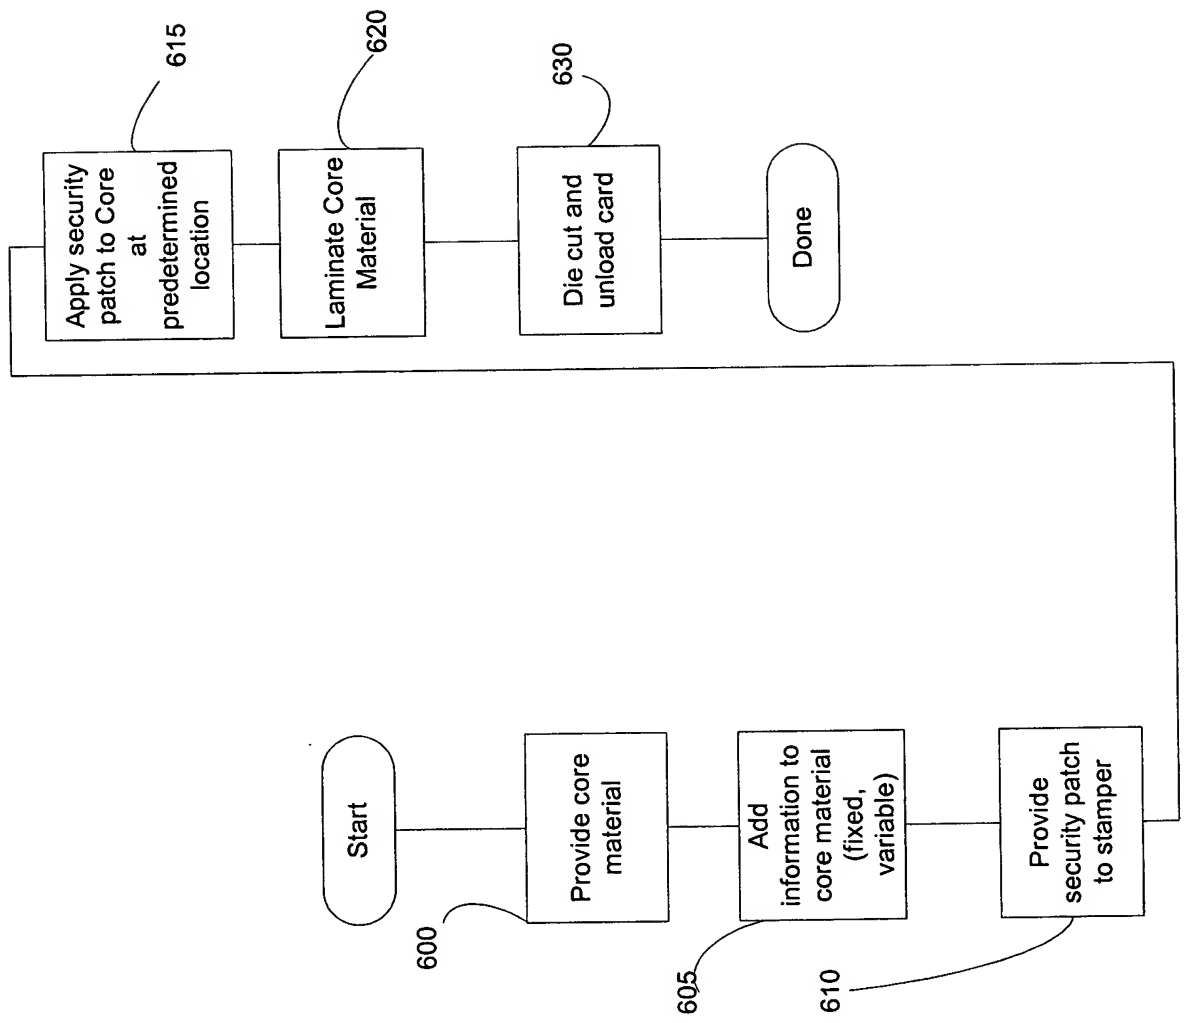 Start
600
Provide core
material
605
Add
information to
core material
(fixed,
variable)
610
Provide
security patch
to stamper
615
Apply security
patch to Core
at
predetermined
location
620
Laminate Core
Material
630
Die cut and
unload card
Done